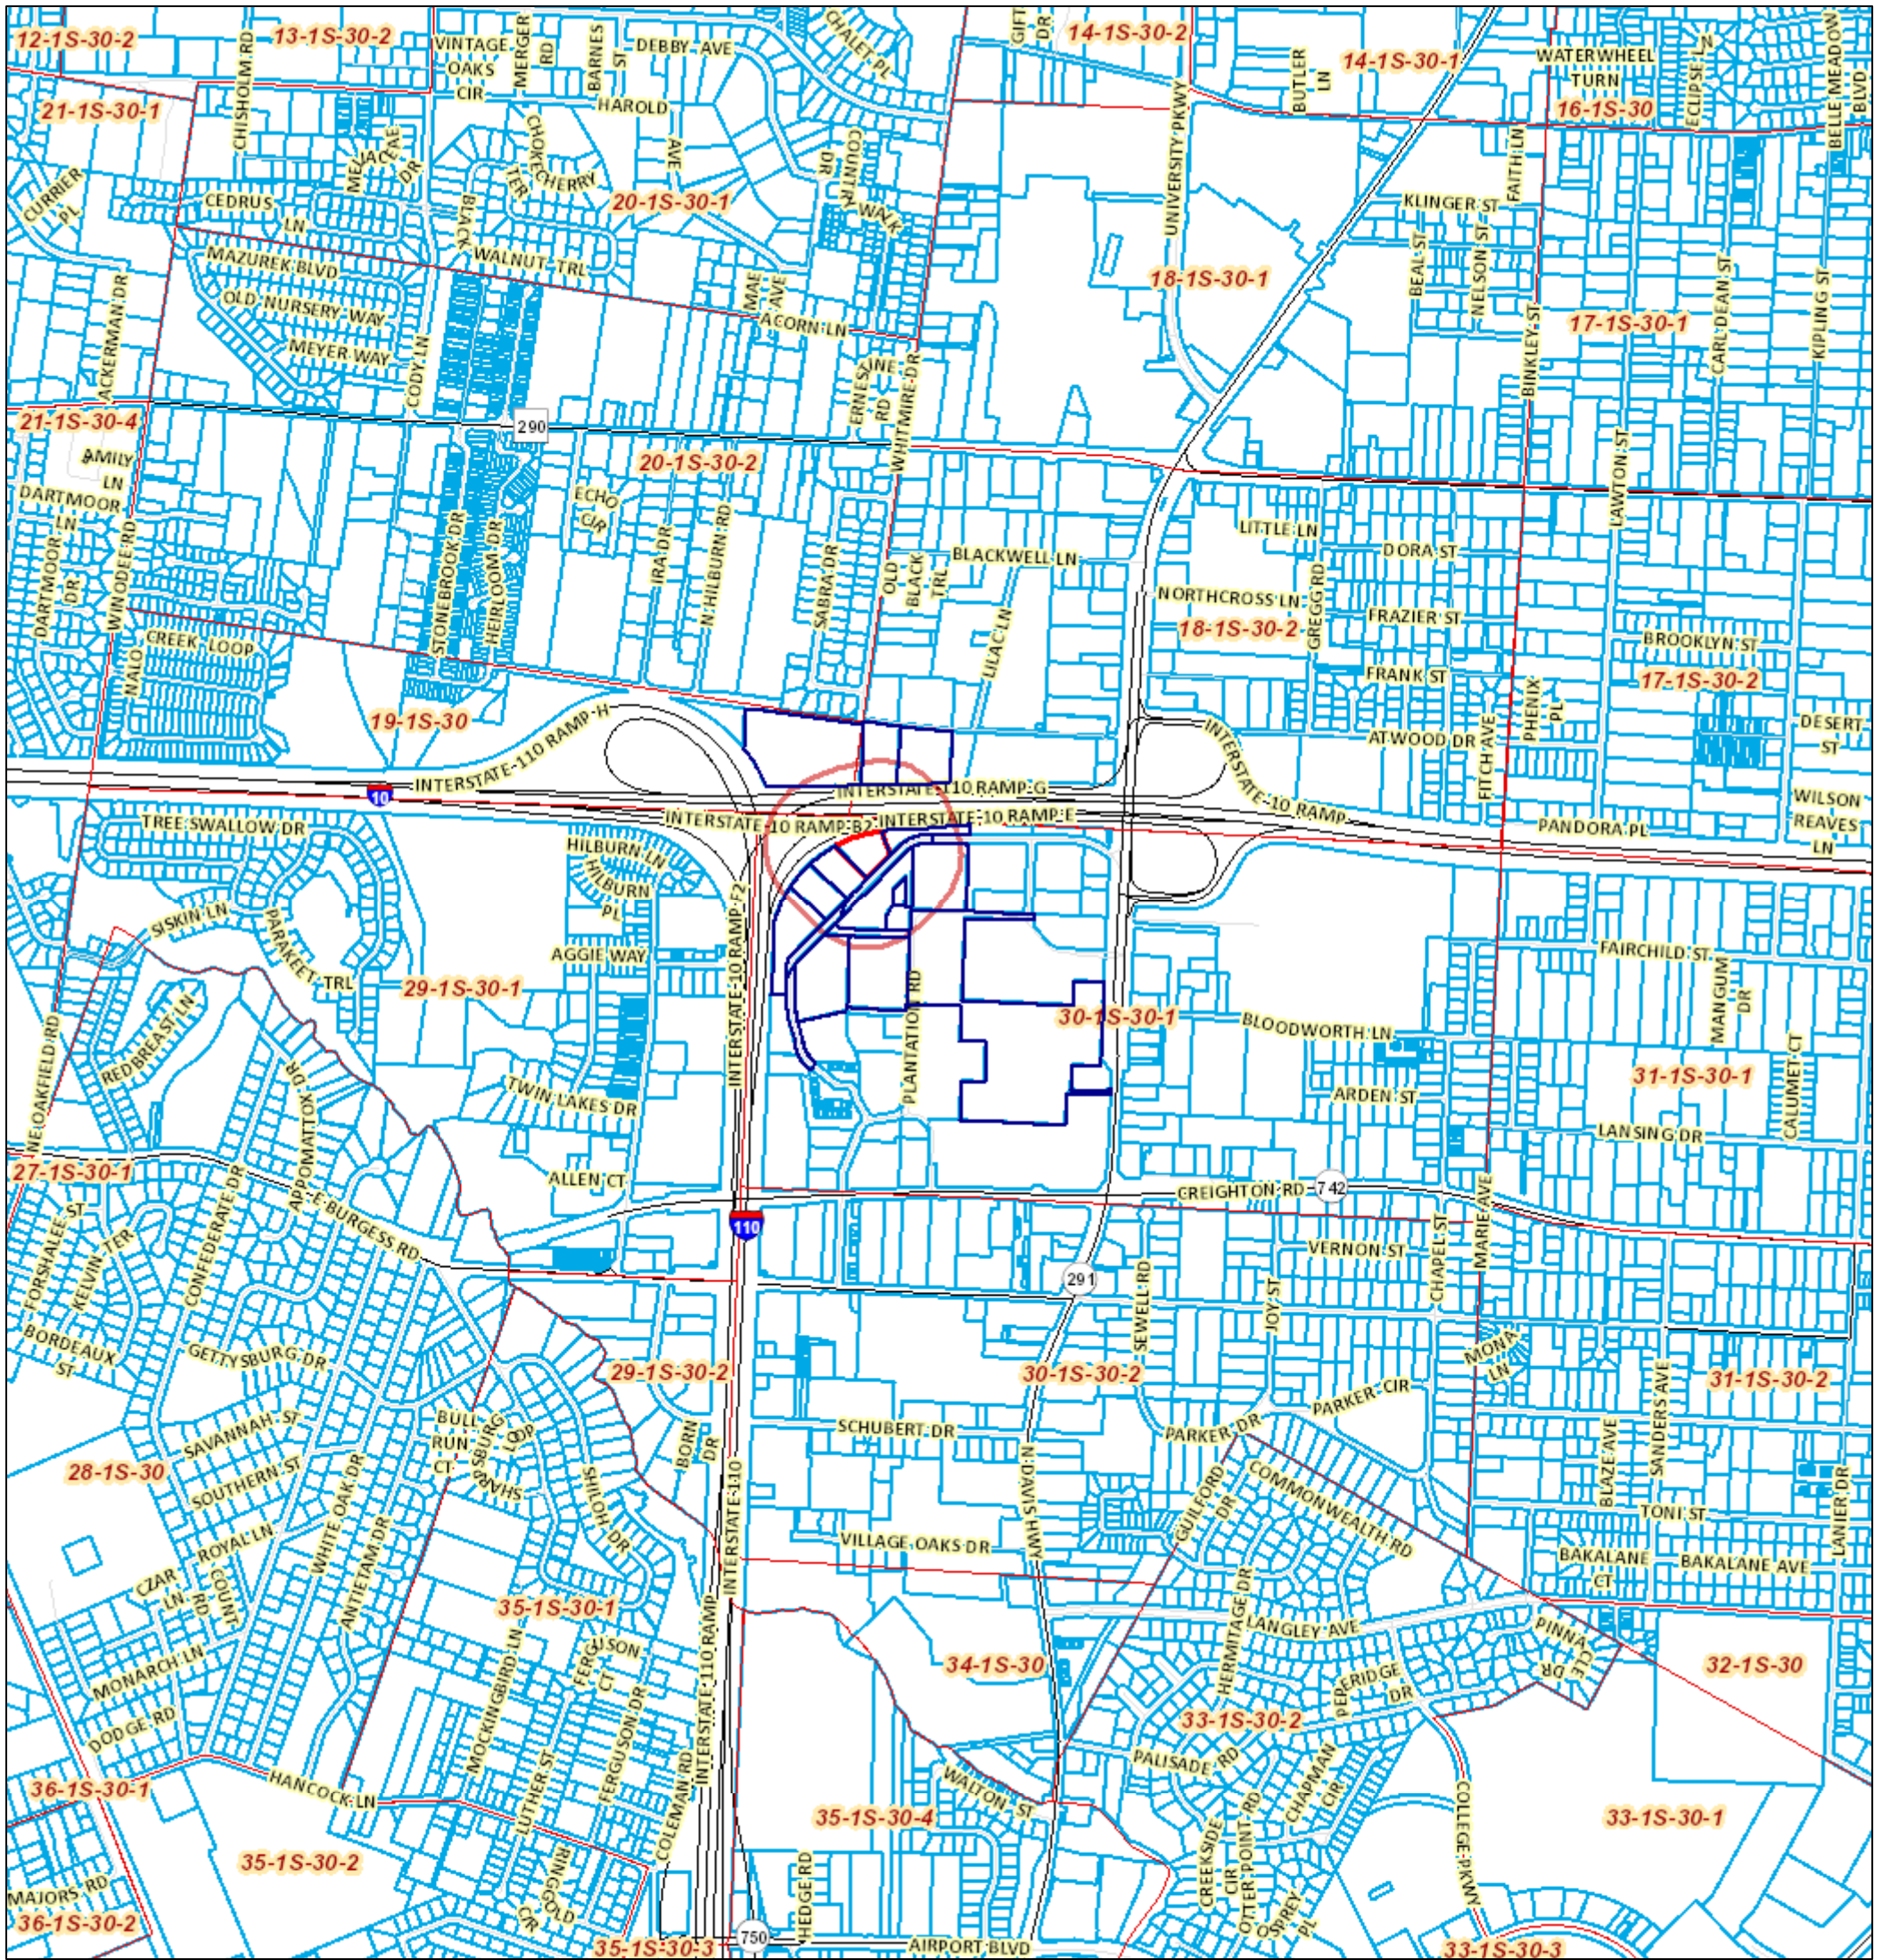 12-1S-30-2
13-1S-30-2
CHISHOLM RD
VINTAGE
OAKS
CIR
MERGER
RD
BARNES
ST
DEBBY AVE
CHALET PL
GIFT
DR
14-1S-30-2
BUTLER
LN
14-1S-30-1
WATERWHEEL
TURN
16-1S-30
ECLIPSE LN
BELLE MEADOW
BLVD
21-1S-30-1
HAROLD
AVE
CHOKECHERRY
TER
COUNTRY WALK
DR
UNIVERSITY PKWY
FAITH LN
CURRIER
PL
CEDRUS
LN
DR
20-1S-30-1
KLINGER ST
BLACK
WALNUT TRL
MAZUREK BLVD
OLD NURSERY WAY
MEYER WAY
ACKERMAN DR
CODY LN
MAE
AVE
ACORN LN
18-1S-30-1
BEAL ST
NELSON ST
17-1S-30-1
CARL DEAN ST
KIPLING ST
BINKLEY ST
ERNESTINE
RD
WHITMIRE DR
21-1S-30-4
290
20-1S-30-2
AMILY
LN
DARTMOOR
LN
DARTMOOR
DR
WINODEE RD
ECHO
CIR
STONEBROOK DR
HEIRLOOM DR
IRA DR
N HILBURN RD
SABRA DR
OLD
BLACK
TRL
BLACKWELL LN
LILAC LN
LITTLE LN
DORA ST
LAWTON ST
NORTHCROSS LN
18-1S-30-2
GREGG RD
FRAZIER ST
FRANK ST
BROOKLYN ST
17-1S-30-2
NALO
CREEK LOOP
19-1S-30
INTERSTATE-110 RAMP H
INTERSTATE-10 RAMP
ATWOOD DR
FITCH AVE
PHENIX
PL
DESERT
ST
10
INTERSTATE-110 RAMP G
INTERSTATE-10 RAMP B2
INTERSTATE-10 RAMP E
PANDORA PL
WILSON
REAVES
LN
TREE SWALLOW DR
HILBURN LN
HILBURN
PL
INTERSTATE-10 RAMP F2
SISKIN LN
PARAKEET TRL
AGGIE WAY
29-1S-30-1
PLANTATION RD
30-1S-30-1
FAIRCHILD ST
MANGUM
DR
BLOODWORTH LN
31-1S-30-1
CALUMET CT
NE OAKFIELD RD
REDBREAST LN
APPOMATTOX DR
TWIN LAKES DR
ARDEN ST
LANSING DR
27-1S-30-1
ALLEN CT
CREIGHTON RD
742
110
E BURGESS RD
CONFEDERATE DR
FORSHALEE ST
KELVIN TER
BORDEAUX
ST
VERNON ST
CHAPEL ST
MARIE AVE
291
SEWELL RD
JOY ST
GETTYSBURG DR
29-1S-30-2
30-1S-30-2
MONA
LN
31-1S-30-2
SANDERS AVE
BLAZE AVE
SAVANNAH ST
SOUTHERN ST
BULL
RUN
CT
SHARPSBURG
LOOP
BORN
DR
SCHUBERT DR
PARKER DR
PARKER CIR
28-1S-30
ROYAL LN
WHITE OAK DR
SHILOH DR
INTERSTATE-110
N DAVIS HWY
GUILFORD
DR
COMMONWEALTH RD
TONI ST
LANIER DR
VILLAGE OAKS DR
BAKALANE
CT
BAKALANE AVE
CZAR
LN
COUNT
RD
ANTIETAM DR
35-1S-30-1
HERMITAGE DR
LANGLEY AVE
PINNACLE
DR
MONARCH LN
MOCKINGBIRD LN
FERGUSON
CT
34-1S-30
32-1S-30
DODGE RD
FERGUSON DR
INTERSTATE-110 RAMP
PEPERIDGE
DR
33-1S-30-2
PALISADE RD
36-1S-30-1
HANCOCK LN
LUTHER ST
COLEMAN RD
WALTON ST
CHAPMAN
CIR
COLLEGE PKWY
33-1S-30-1
35-1S-30-4
35-1S-30-2
RINGGOLD
CIR
HEDGE RD
CREEKSIDE
CIR
OTTER POINT RD
OSPREY
PL
MAJORS RD
36-1S-30-2
35-1S-30-3
750
AIRPORT BLVD
33-1S-30-3